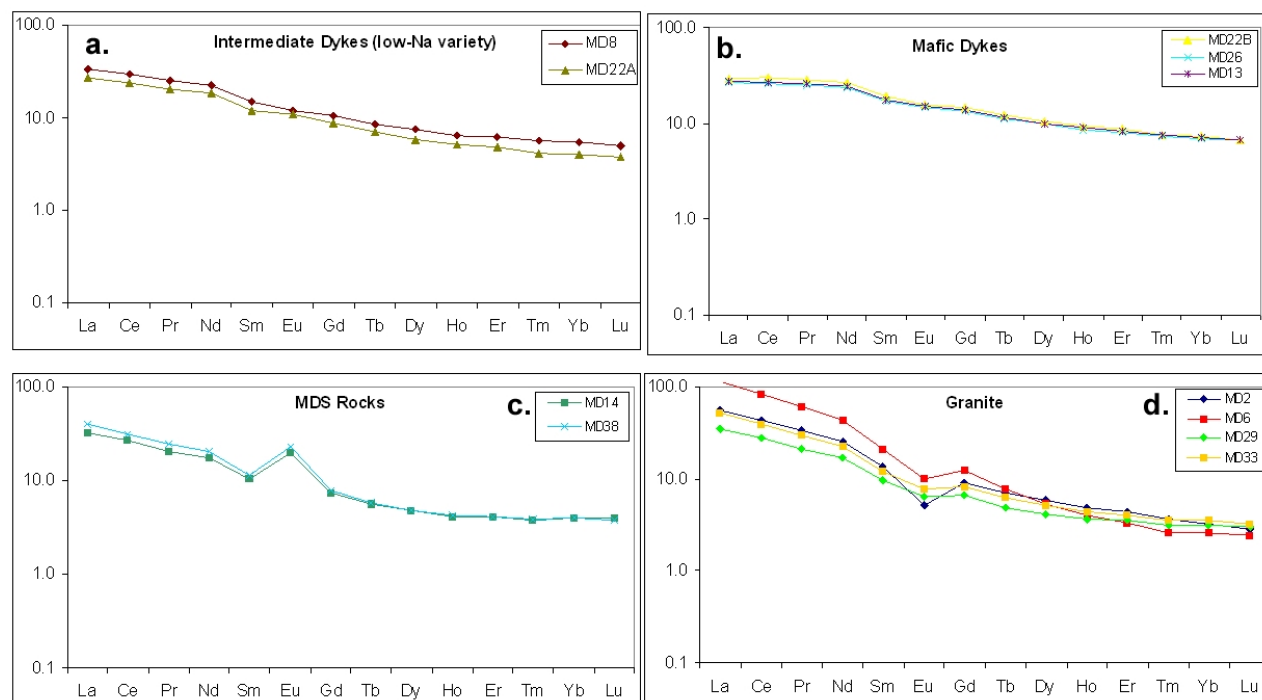 a.
Intermediate Dykes (low-Na variety)
MD8
MD22A
100.0
10.0
1.0
0.1
La Ce Pr Nd Sm Eu Gd Tb Dy Ho Er Tm Yb Lu
b.
Mafic Dykes
MD22B
MD26
MD13
100.0
10.0
1.0
0.1
La Ce Pr Nd Sm Eu Gd Tb Dy Ho Er Tm Yb Lu
MDS Rocks
c.
MD14
MD38
100.0
10.0
1.0
0.1
La Ce Pr Nd Sm Eu Gd Tb Dy Ho Er Tm Yb Lu
Granite
d.
MD2
MD6
MD29
MD33
100.0
10.0
1.0
0.1
La Ce Pr Nd Sm Eu Gd Tb Dy Ho Er Tm Yb Lu